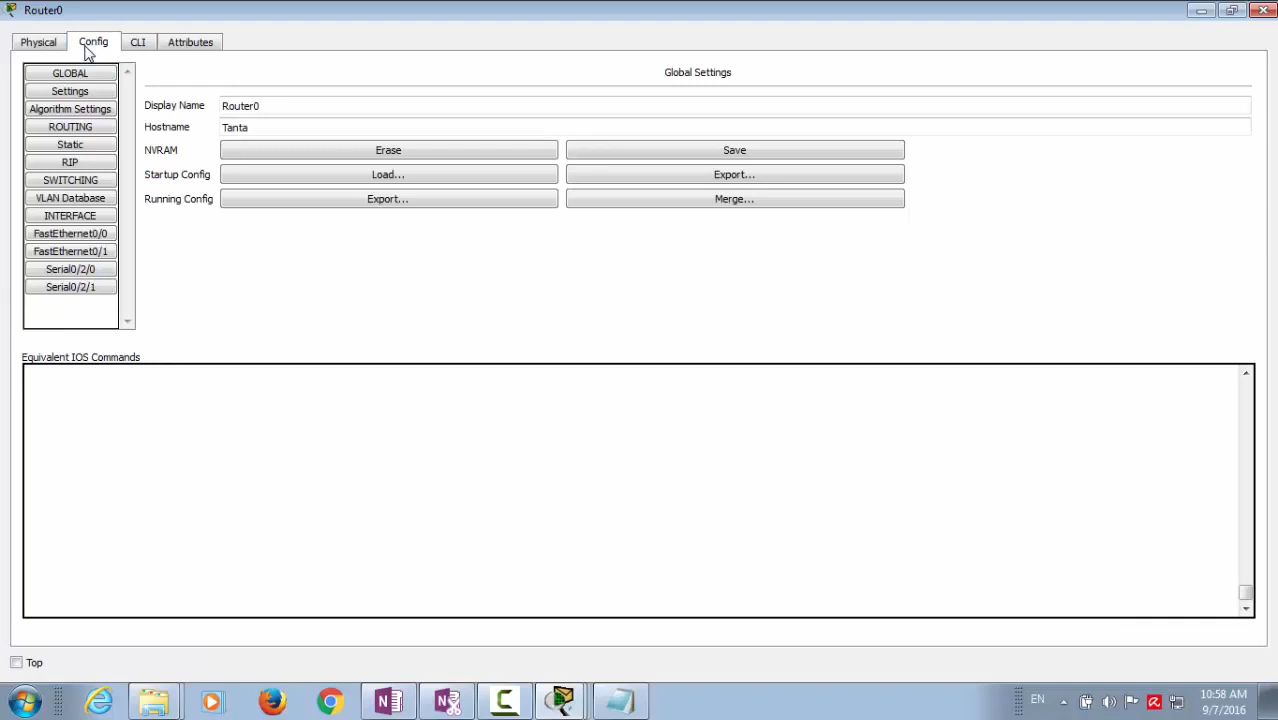 Router0
Physical Config CLI Attributes
GLOBAL
Settings
Algorithm Settings
ROUTING
Static
RIP
SWITCHING
VLAN Database
INTERFACE
FastEthernet0/0
FastEthernet0/1
Serial0/2/0
Serial0/2/1
Global Settings
Display Name Router0
Hostname Tanta
NVRAM Erase Save
Startup Config Load... Export...
Running Config Export... Merge...
Equivalent IOS Commands
Top
EN
10:58 AM
9/7/2016